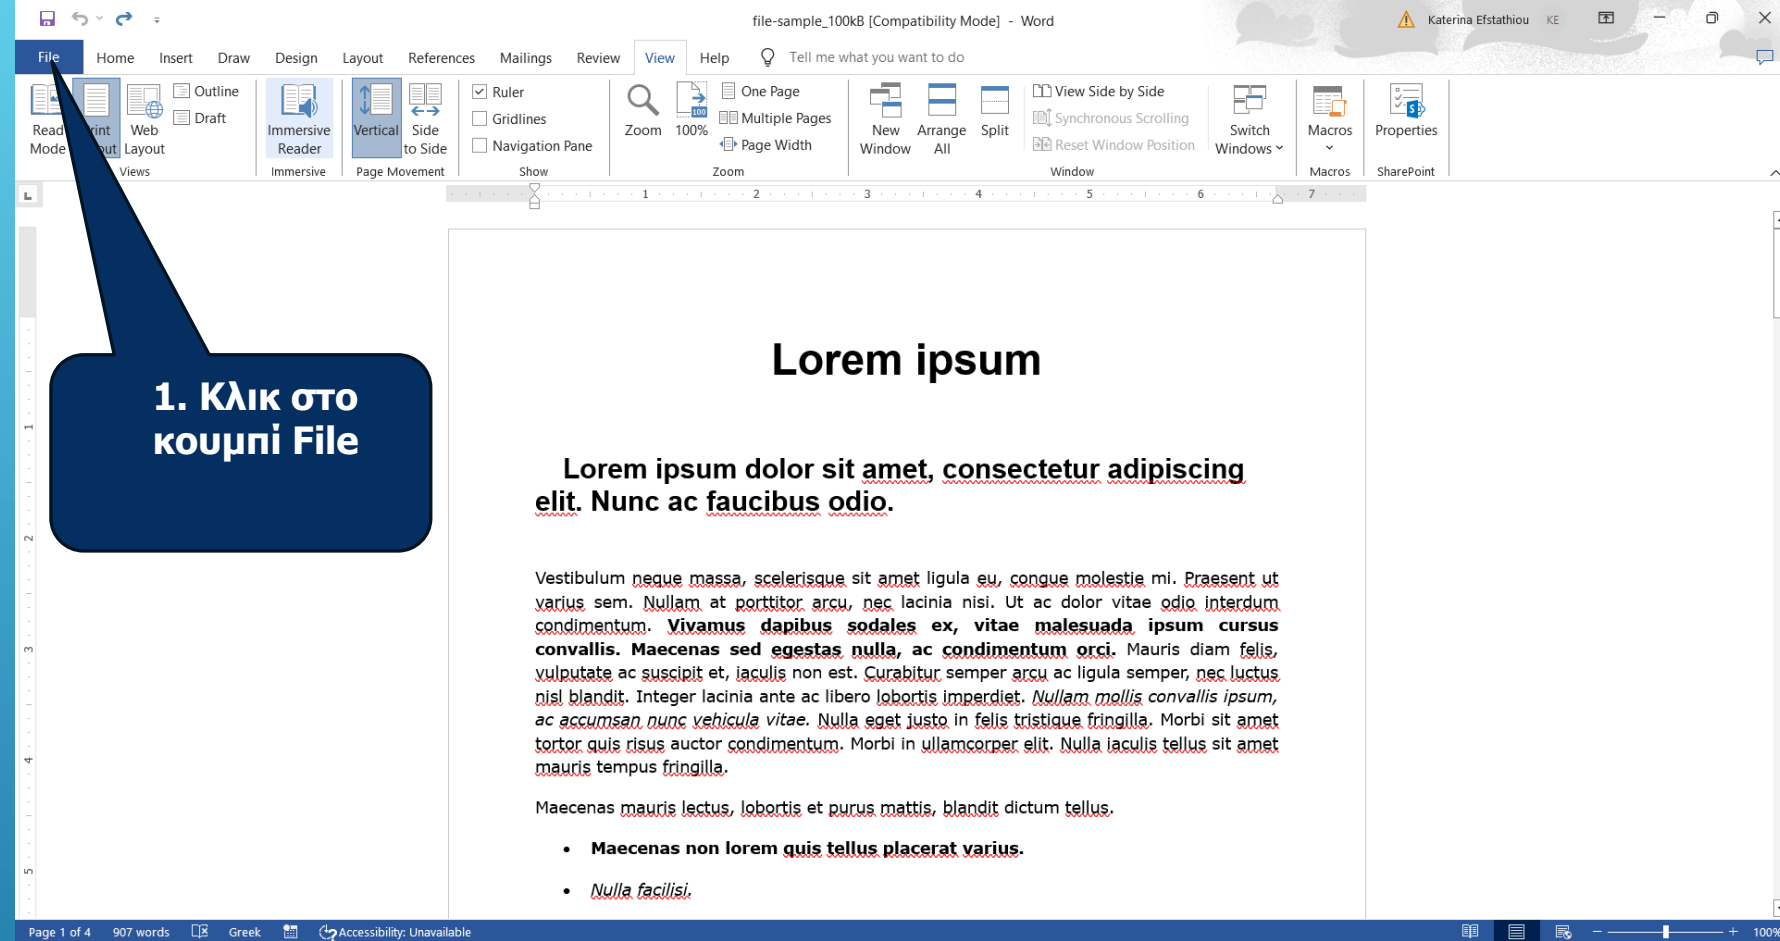 file-sample_100kB [Compatibility Mode] - Word
Katerina Efstathiou KE
File Home Insert Draw Design Layout References Mailings Review View Help Tell me what you want to do
Read Mode
Web Layout
Outline
Draft
Views
Immersive Reader
Immersive
Vertical
Side to Side
Page Movement
Ruler
Gridlines
Navigation Pane
Show
Zoom
100%
One Page
Multiple Pages
Page Width
Zoom
New Window
Arrange All
Split
View Side by Side
Synchronous Scrolling
Reset Window Position
Switch Windows
Window
Macros
Macros
Properties
SharePoint
1 2 3 4 5 6 7
1. Κλικ στο
κουμπί File
Lorem ipsum
Lorem ipsum dolor sit amet, consectetur adipiscing
elit. Nunc ac faucibus odio.
Vestibulum neque massa, scelerisque sit amet ligula eu, congue molestie mi. Praesent ut
varius sem. Nullam at porttitor arcu, nec lacinia nisi. Ut ac dolor vitae odio interdum
condimentum. Vivamus dapibus sodales ex, vitae malesuada ipsum cursus
convallis. Maecenas sed egestas nulla, ac condimentum orci. Mauris diam felis,
vulputate ac suscipit et, iaculis non est. Curabitur semper arcu ac ligula semper, nec luctus
nisl blandit. Integer lacinia ante ac libero lobortis imperdiet. Nullam mollis convallis ipsum,
ac accumsan nunc vehicula vitae. Nulla eget justo in felis tristique fringilla. Morbi sit amet
tortor quis risus auctor condimentum. Morbi in ullamcorper elit. Nulla iaculis tellus sit amet
mauris tempus fringilla.
Maecenas mauris lectus, lobortis et purus mattis, blandit dictum tellus.
• Maecenas non lorem quis tellus placerat varius.
• Nulla facilisi.
1
2
3
4
5
Page 1 of 4 907 words Greek Accessibility: Unavailable 100%